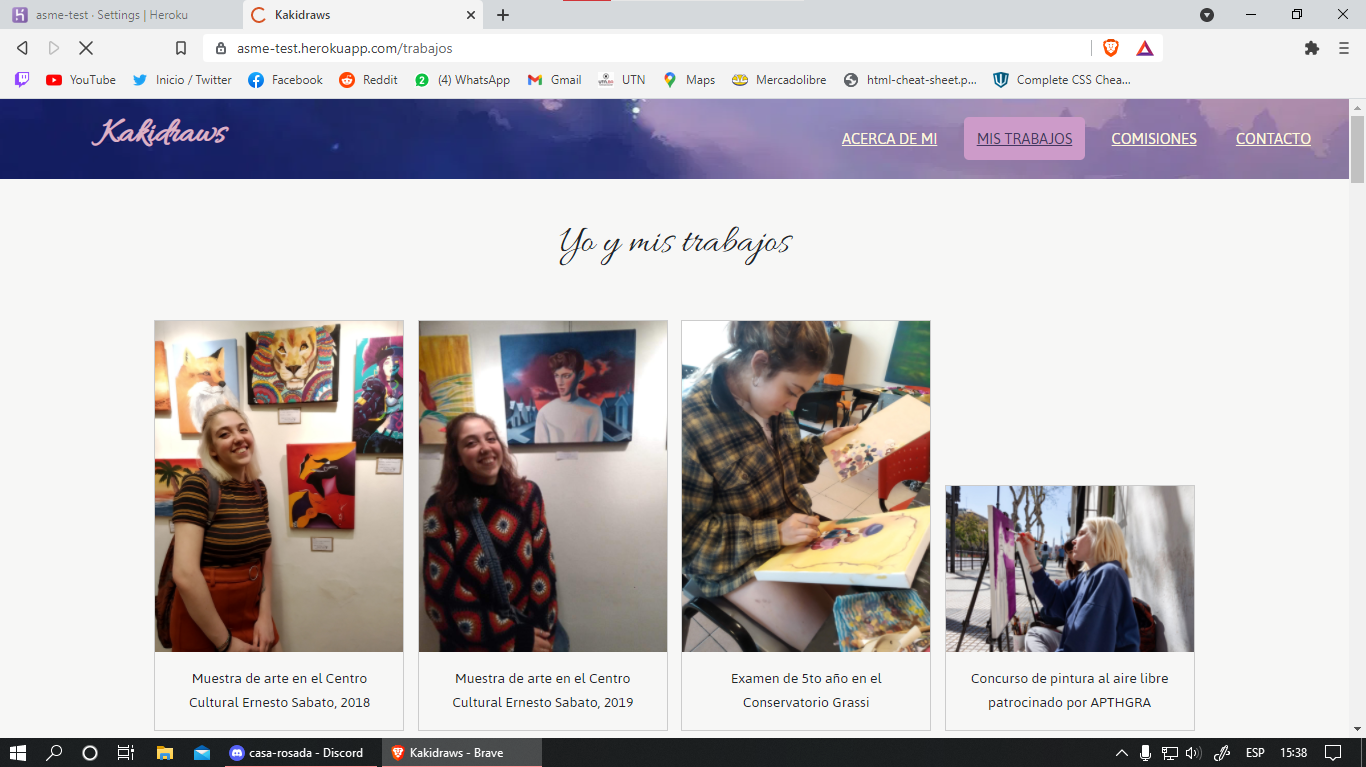 asme-test · Settings | Heroku
Kakidraws
asme-test.herokuapp.com/trabajos
YouTube
Inicio / Twitter
Facebook
Reddit
2
(4) WhatsApp
Gmail
UTN
Maps
Mercadolibre
html-cheat-sheet.p...
Complete CSS Chea...
Kakidraws
ACERCA DE MI
MIS TRABAJOS
COMISIONES
CONTACTO
Yo y mis trabajos
Muestra de arte en el Centro
Cultural Ernesto Sabato, 2018
Muestra de arte en el Centro
Cultural Ernesto Sabato, 2019
Examen de 5to año en el
Conservatorio Grassi
Concurso de pintura al aire libre
patrocinado por APTHGRA
casa-rosada - Discord
Kakidraws - Brave
ESP
15:38